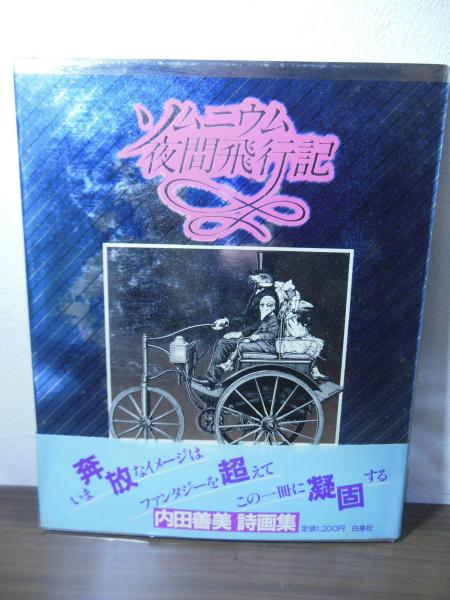 ソムニウム
夜間飛行記
いま奔放なイメージは
ファンタジーを超えて
この一冊に凝固する
内田善美 詩画集
定価1,200円 白泉社